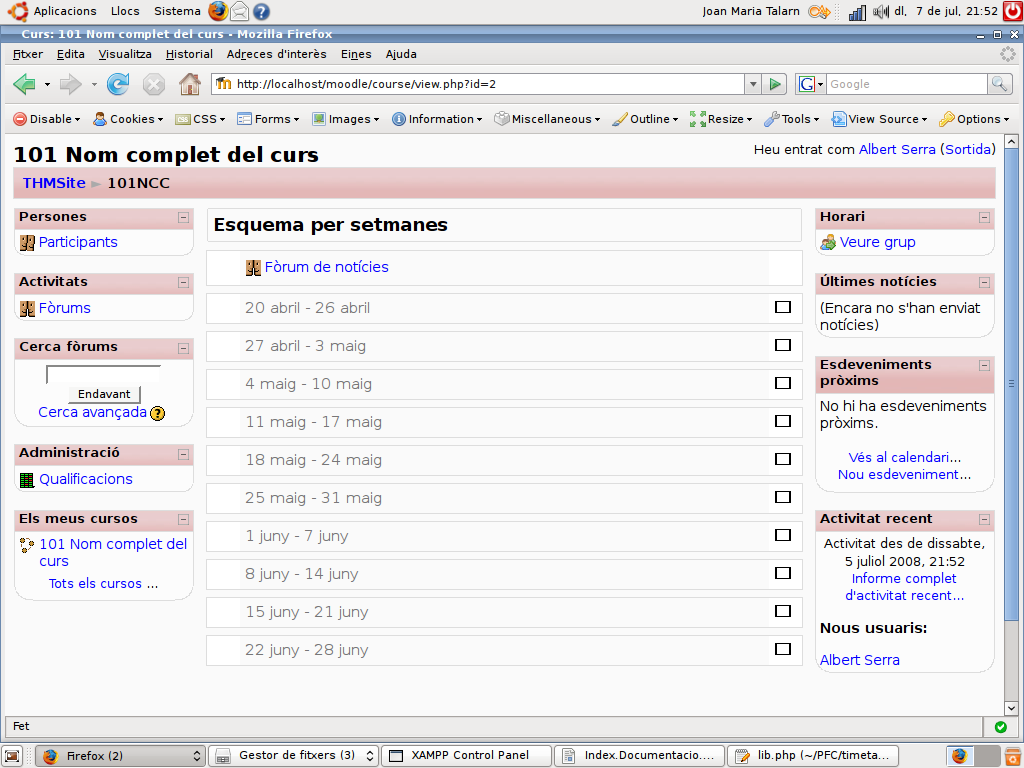 Aplicacions Llocs Sistema Joan Maria Talarn dl, 7 de jul, 21:52
Curs: 101 Nom complet del curs - Mozilla Firefox
Fitxer Edita Visualitza Historial Adreces d'interès Eines Ajuda
http://localhost/moodle/course/view.php?id=2 Google
Disable Cookies CSS Forms Images Information Miscellaneous Outline Resize Tools View Source Options
101 Nom complet del curs
Heu entrat com Albert Serra (Sortida)
THMSite ► 101NCC
Persones
Participants
Activitats
Fòrums
Cerca fòrums
Endavant
Cerca avançada
Administració
Qualificacions
Els meus cursos
101 Nom complet del
curs
Tots els cursos ...
Esquema per setmanes
Fòrum de notícies
20 abril - 26 abril
27 abril - 3 maig
4 maig - 10 maig
11 maig - 17 maig
18 maig - 24 maig
25 maig - 31 maig
1 juny - 7 juny
8 juny - 14 juny
15 juny - 21 juny
22 juny - 28 juny
Horari
Veure grup
Últimes notícies
(Encara no s'han enviat
notícies)
Esdeveniments
pròxims
No hi ha esdeveniments
pròxims.
Vés al calendari...
Nou esdeveniment...
Activitat recent
Activitat des de dissabte,
5 juliol 2008, 21:52
Informe complet
d'activitat recent...
Nous usuaris:
Albert Serra
Fet
Firefox (2) Gestor de fitxers (3) XAMPP Control Panel Index.Documentacio.... lib.php (~/PFC/timeta...